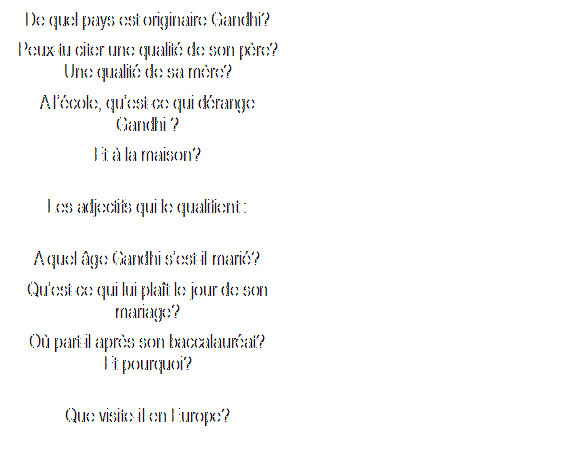 De quel pays est originaire Gandhi?
Peux-tu citer une qualité de son père?
Une qualité de sa mère?
A l'école, qu'est-ce qui dérange
Gandhi ?
Et à la maison?
Les adjectifs qui le qualifient :
A quel âge Gandhi s'est-il marié?
Qu'est-ce qui lui plaît le jour de son
mariage?
Où part-il après son baccalauréat?
Et pourquoi?
Que visite-il en Europe?